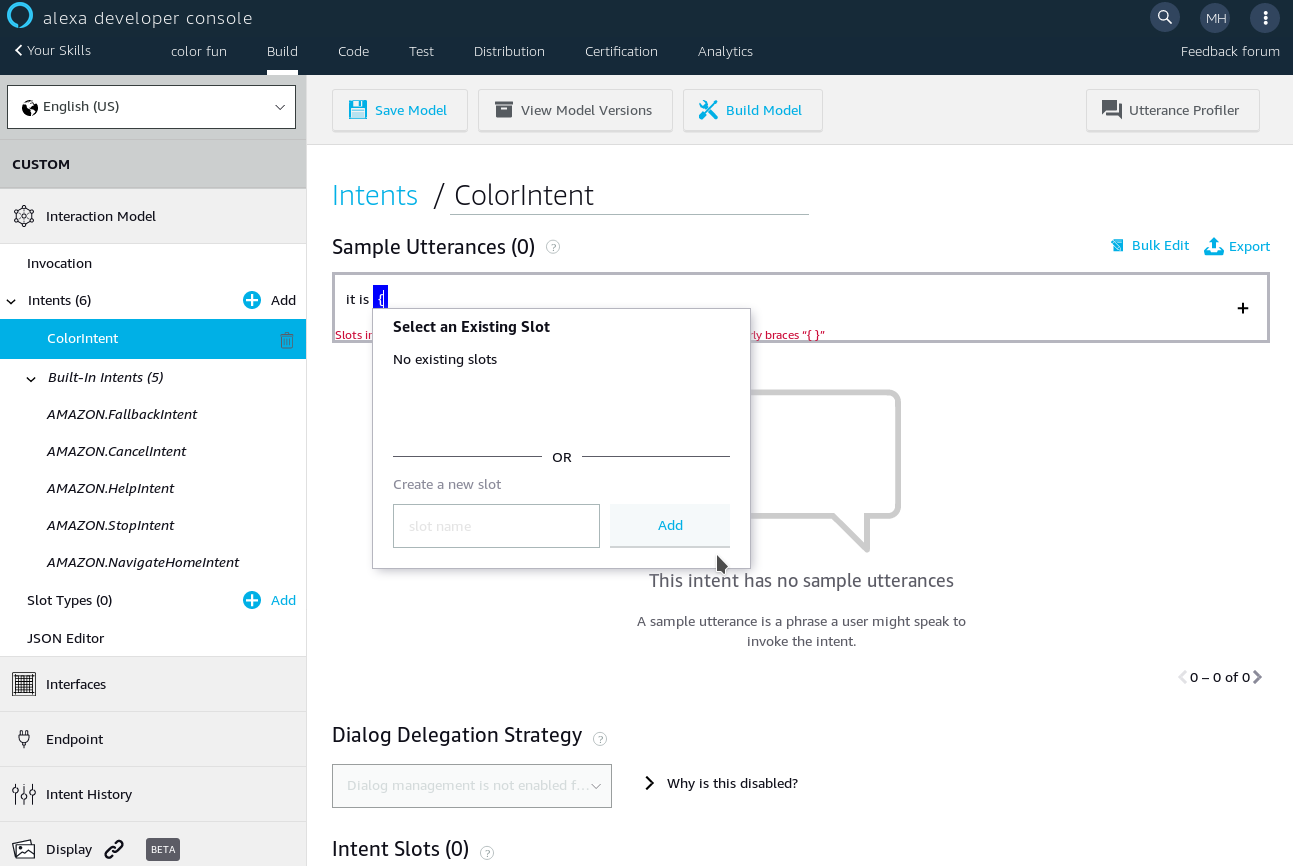 alexa developer console
MH
Your Skills
color fun
Build
Code
Test
Distribution
Certification
Analytics
Feedback forum
English (US)
Save Model
View Model Versions
Build Model
Utterance Profiler
CUSTOM
Interaction Model
Invocation
Intents (6)
Add
ColorIntent
Built-In Intents (5)
AMAZON.FallbackIntent
AMAZON.CancelIntent
AMAZON.HelpIntent
AMAZON.StopIntent
AMAZON.NavigateHomeIntent
Slot Types (0)
Add
JSON Editor
Interfaces
Endpoint
Intent History
Display
BETA
Intents / ColorIntent
Sample Utterances (0) ?
Bulk Edit
Export
it is {
+
Slots
braces “{ }”
Select an Existing Slot
No existing slots
OR
Create a new slot
slot name
Add
This intent has no sample utterances
A sample utterance is a phrase a user might speak to
invoke the intent.
0 – 0 of 0
Dialog Delegation Strategy ?
Dialog management is not enabled f…
Why is this disabled?
Intent Slots (0) ?